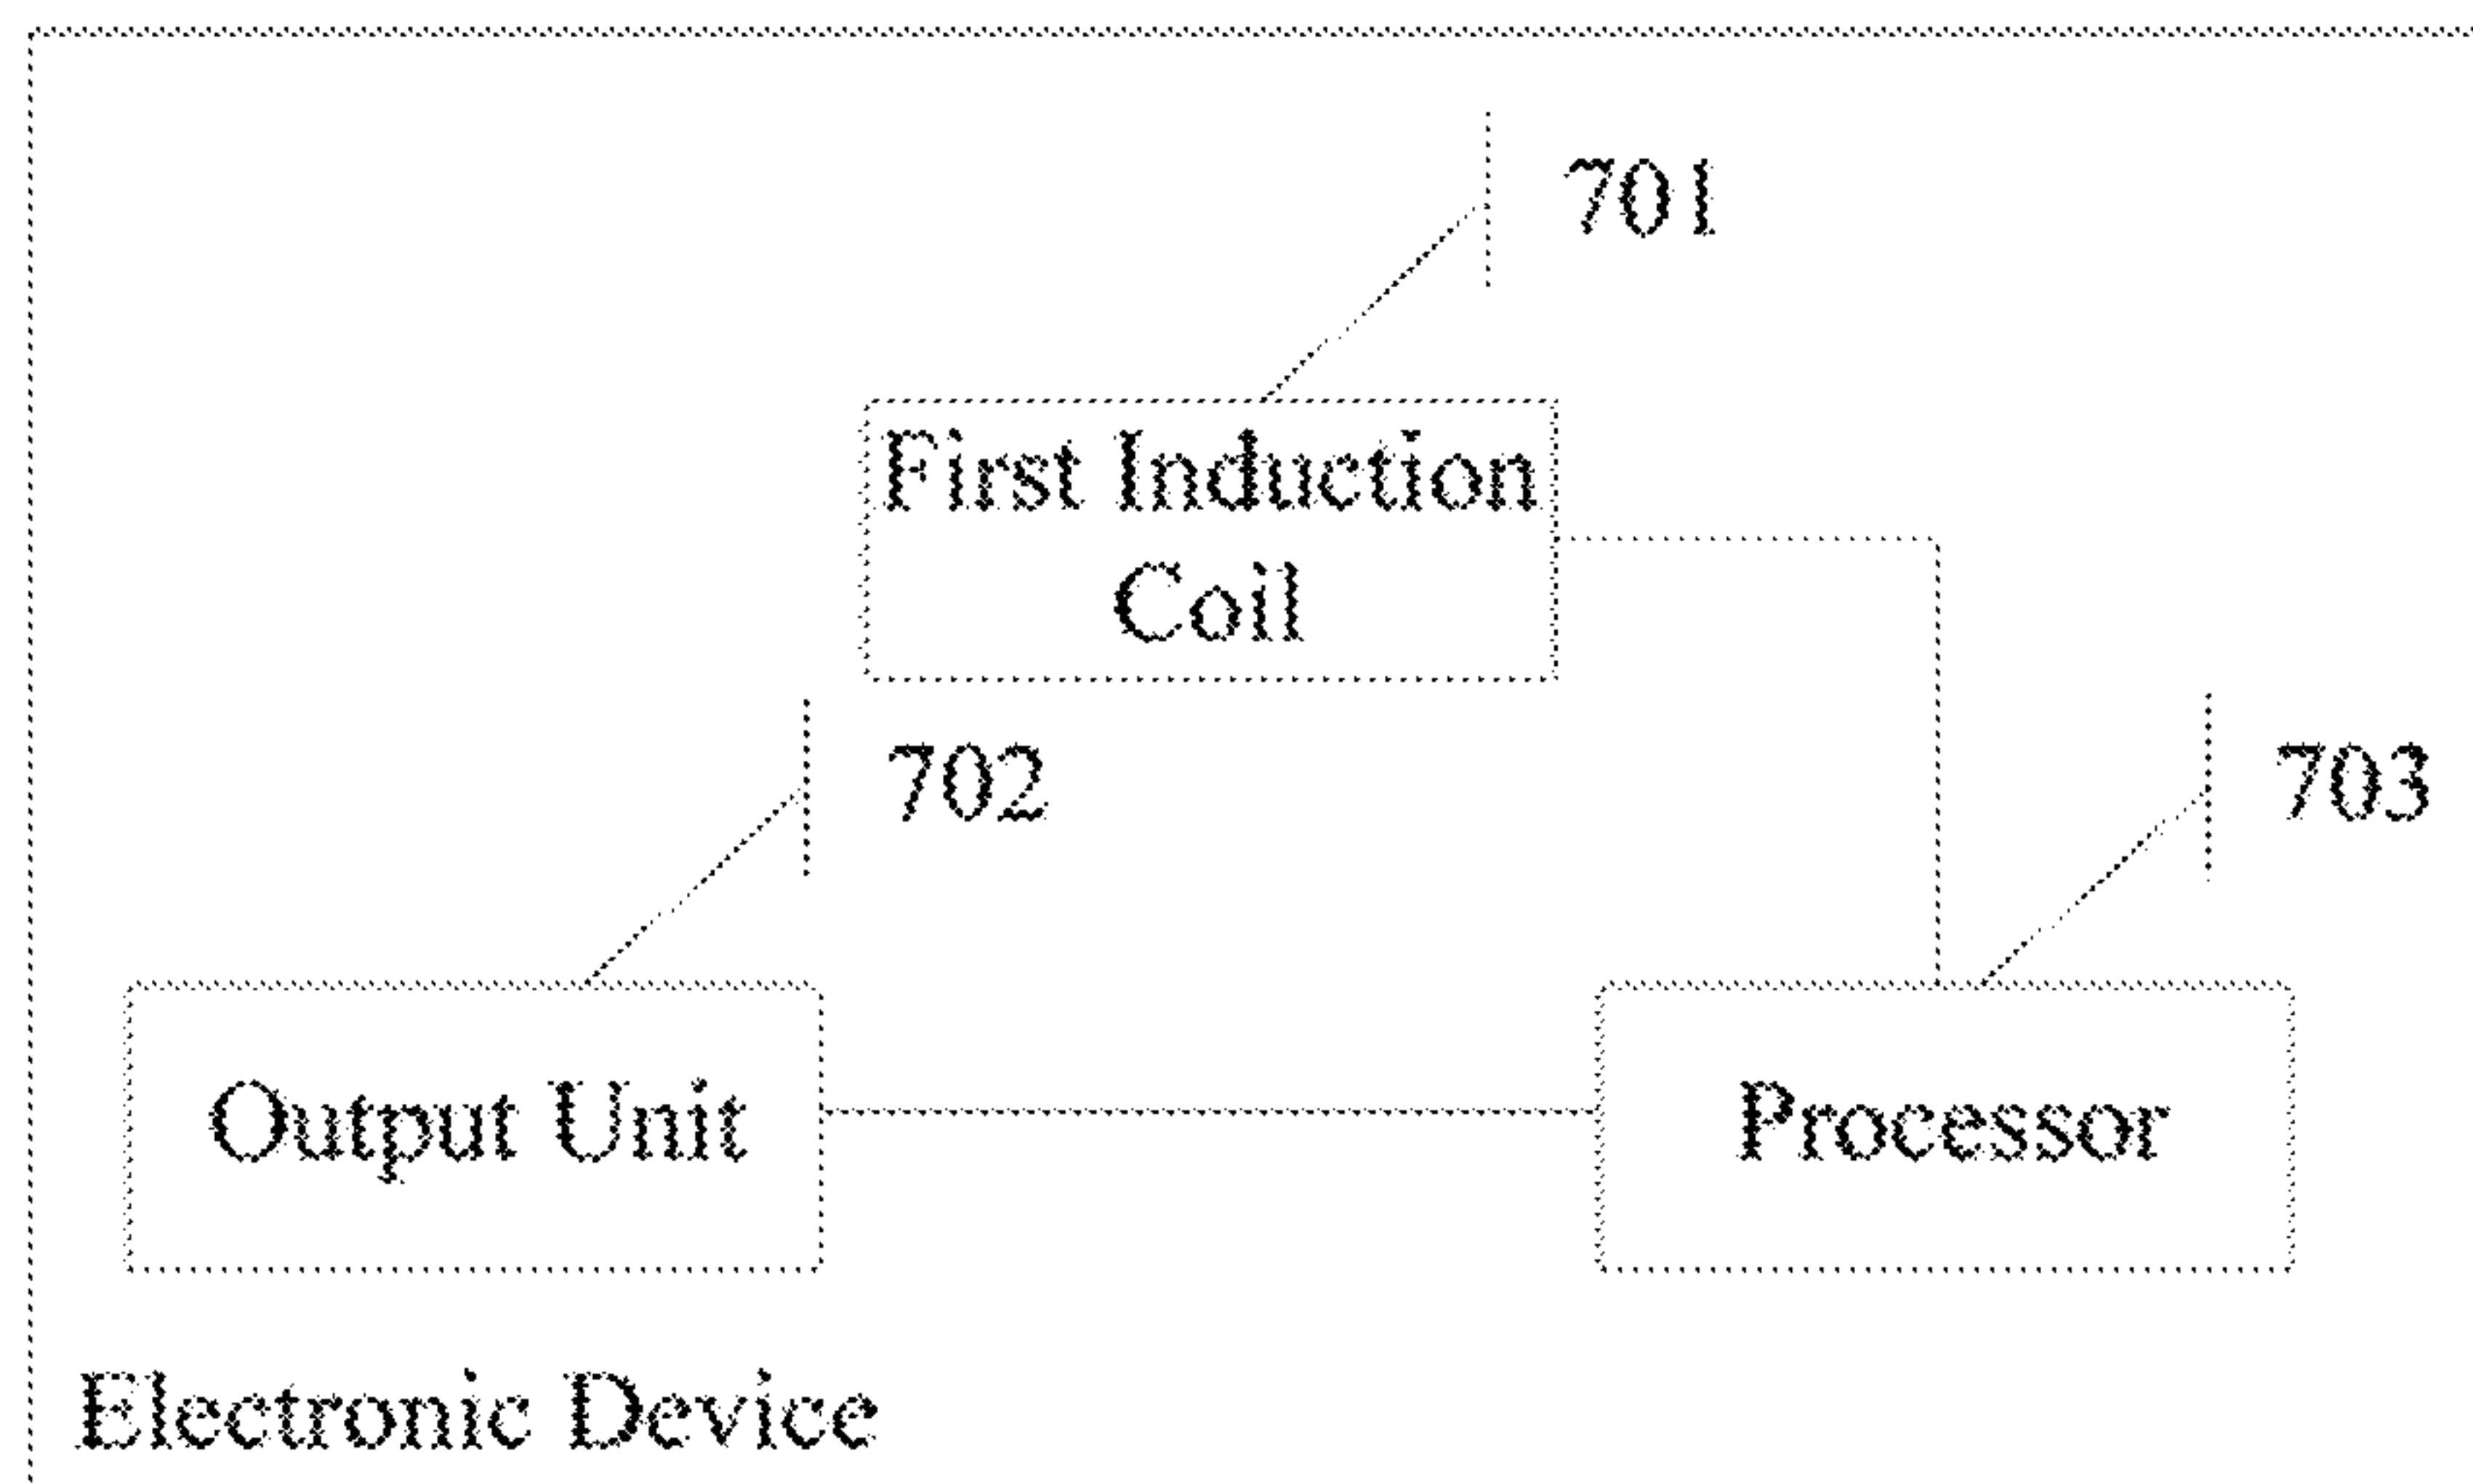 701
First Induction
Coil
702
703
Output Unit
Processor
Electronic Device